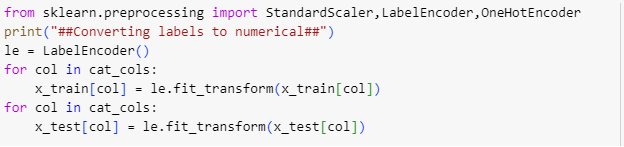 from sklearn.preprocessing import StandardScaler,LabelEncoder,OneHotEncoder
print("##Converting labels to numerical##")
le = LabelEncoder()
for col in cat_cols:
    x_train[col] = le.fit_transform(x_train[col])
for col in cat_cols:
    x_test[col] = le.fit_transform(x_test[col])